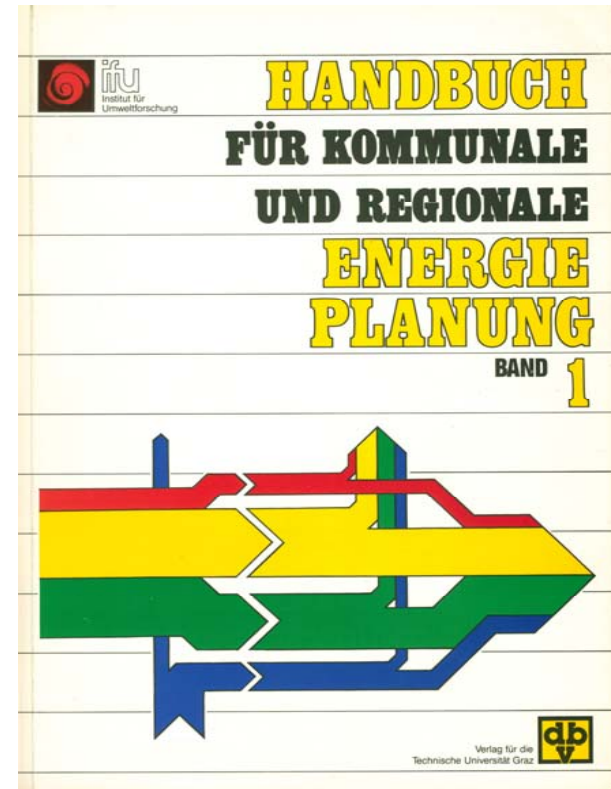 ifu
Institut für
Umweltforschung
HANDBUCH
FÜR KOMMUNALE
UND REGIONALE
ENERGIE
PLANUNG
BAND 1
Verlag für die
Technische Universität Graz
dbv